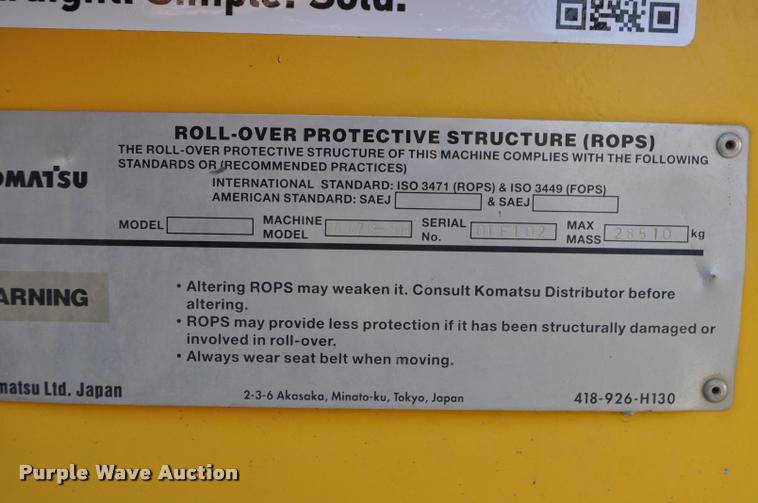 Simple. Sold.
ROLL-OVER PROTECTIVE STRUCTURE (ROPS)
THE ROLL-OVER PROTECTIVE STRUCTURE OF THIS MACHINE COMPLIES WITH THE FOLLOWING
STANDARDS OR (RECOMMENDED PRACTICES)
OMATSU
INTERNATIONAL STANDARD: ISO 3471 (ROPS) & ISO 3449 (FOPS)
AMERICAN STANDARD: SAEJ & SAEJ
MODEL MACHINE MODEL SERIAL No. MAX MASS 28510 kg
ARNING
• Altering ROPS may weaken it. Consult Komatsu Distributor before
altering.
• ROPS may provide less protection if it has been structurally damaged or
involved in roll-over.
• Always wear seat belt when moving.
matsu Ltd. Japan
2-3-6 Akasaka, Minato-ku, Tokyo, Japan
418-926-H130
Purple Wave Auction